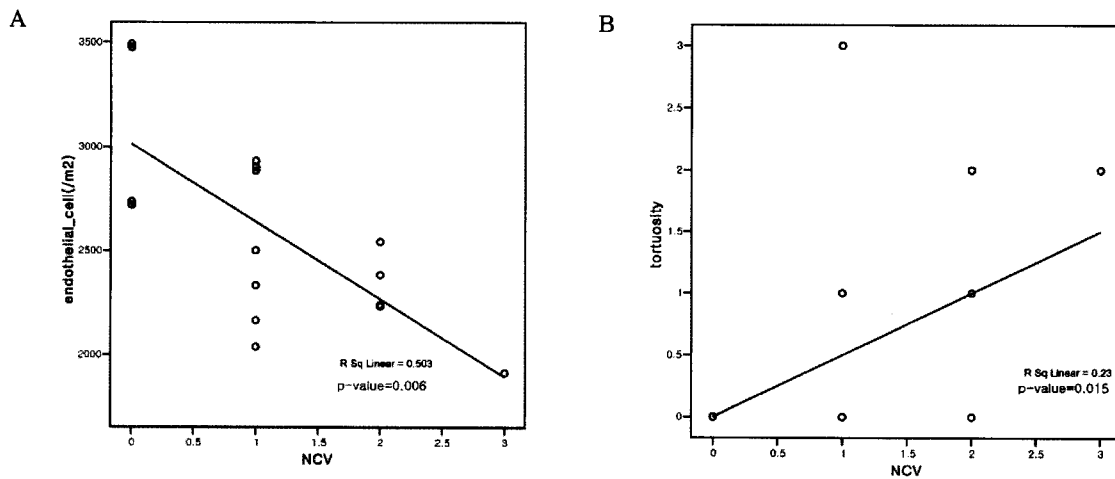 A
endothelial_cell(/m2)
3500
3000
2500
2000
R Sq Linear = 0.503
p-value=0.006
0 0.5 1 1.5 2 2.5 3
NCV
B
tortuosity
3
2.5
2
1.5
1
0.5
0
R Sq Linear = 0.23
p-value=0.015
0 0.5 1 1.5 2 2.5 3
NCV